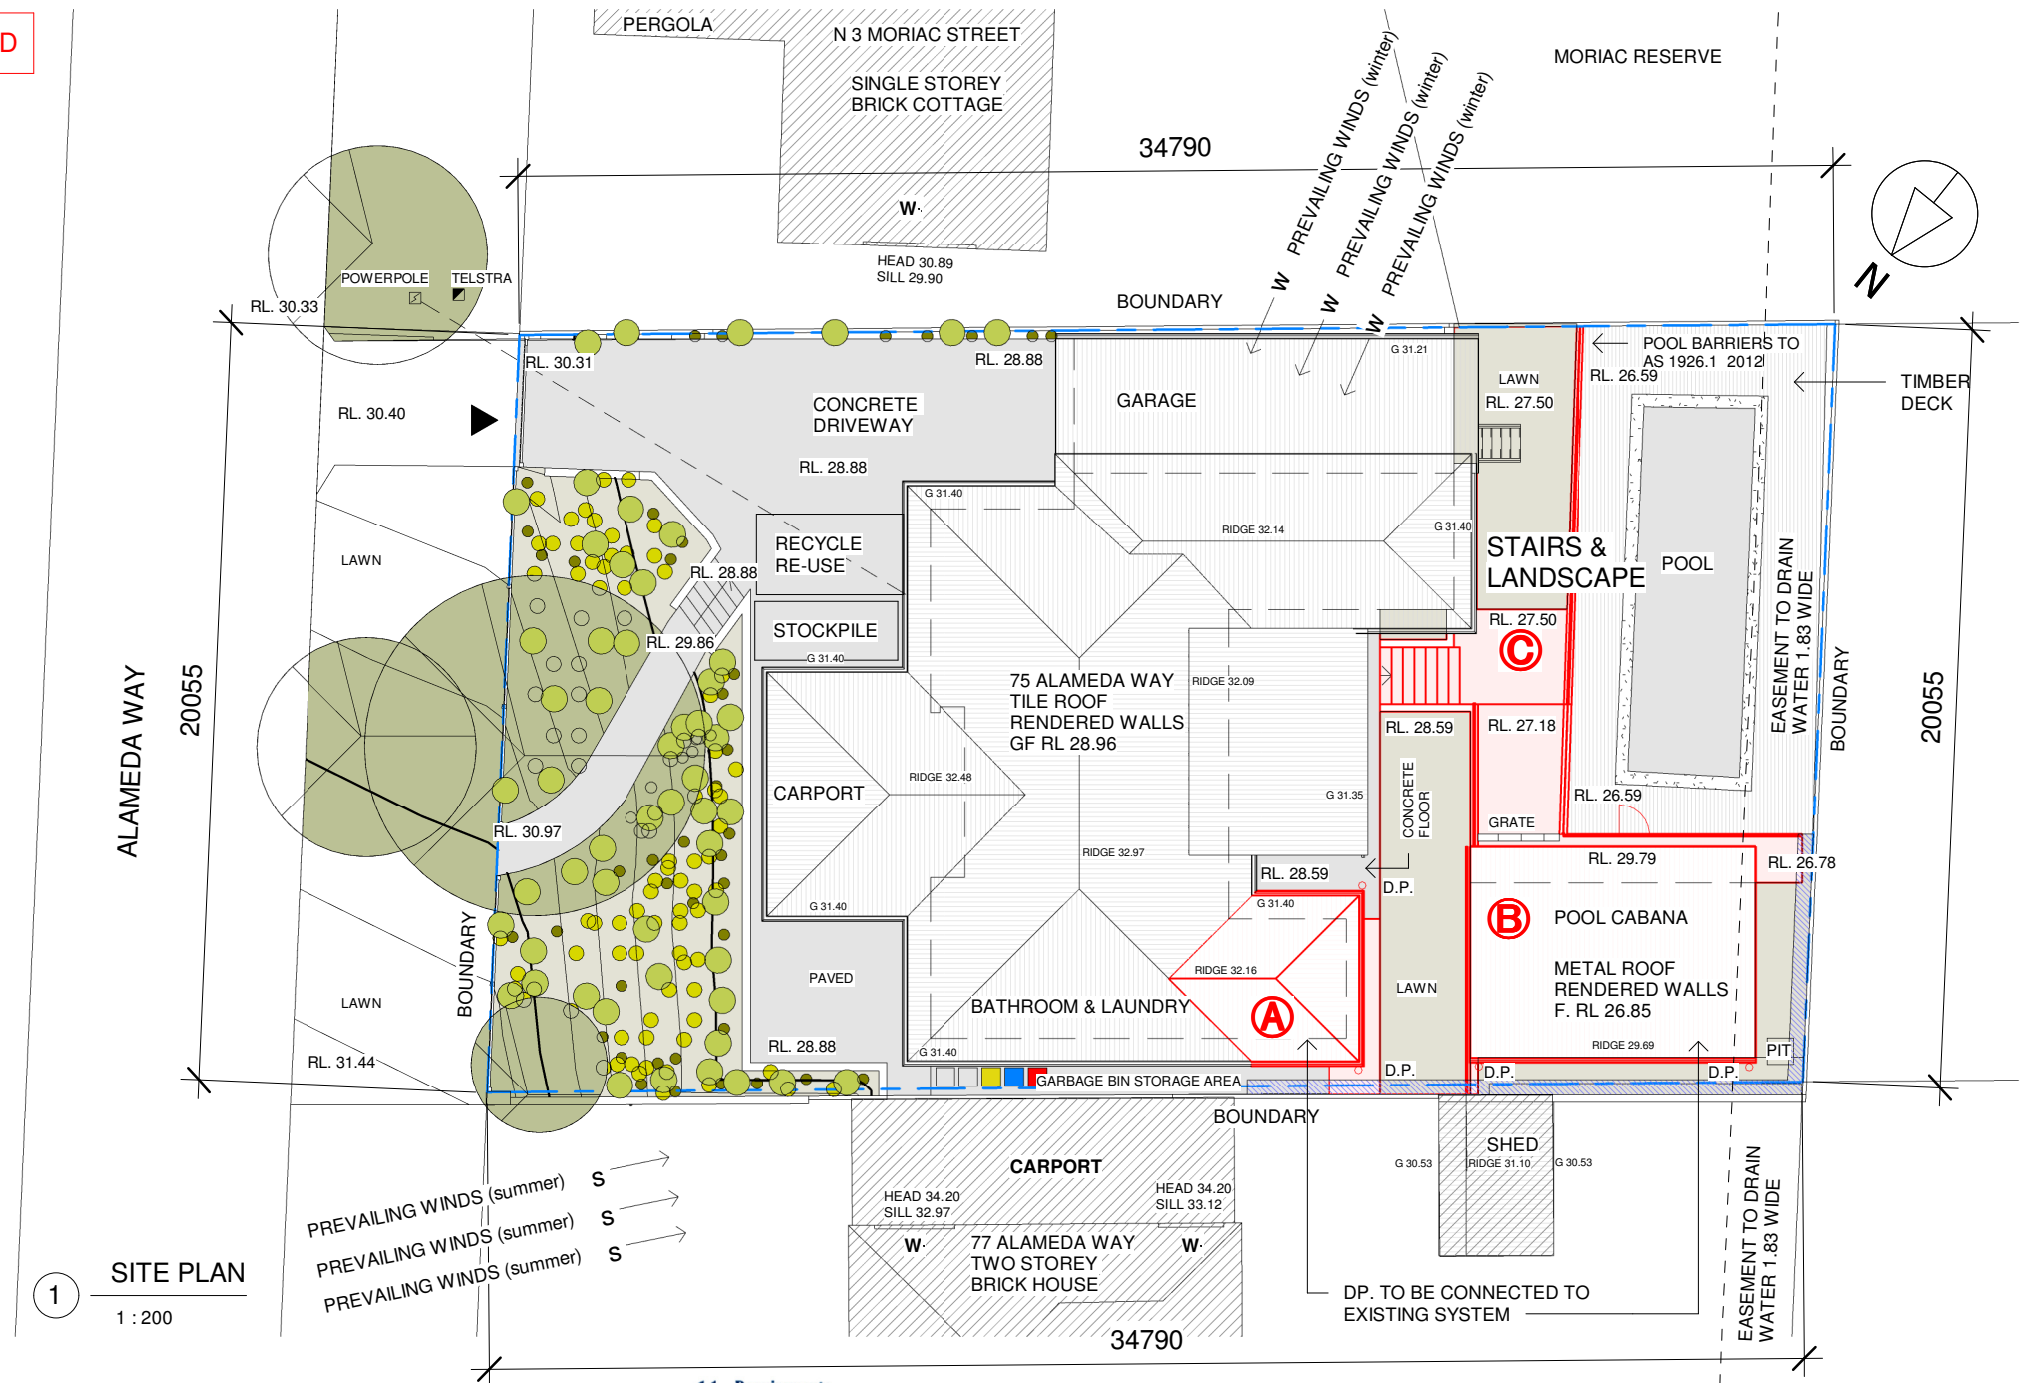 D
PERGOLA
N 3 MORIAC STREET
SINGLE STOREY
BRICK COTTAGE
W
HEAD 30.89
SILL 29.90
MORIAC RESERVE
34790
W PREVAILING WINDS (winter)
W PREVAILING WINDS (winter)
W PREVAILING WINDS (winter)
N
POWERPOLE
TELSTRA
RL. 30.33
BOUNDARY
RL. 30.31
RL. 28.88
G 31.21
POOL BARRIERS TO
AS 1926.1 2012
RL. 26.59
TIMBER
DECK
LAWN
RL. 27.50
RL. 30.40
CONCRETE
DRIVEWAY
RL. 28.88
GARAGE
G 31.40
RIDGE 32.14
G 31.40
STAIRS &
LANDSCAPE
POOL
EASEMENT TO DRAIN
WATER 1.83 WIDE
RECYCLE
RE-USE
LAWN
RL. 28.88
STOCKPILE
G 31.40
RL. 29.86
RL. 27.50
C
ALAMEDA WAY
20055
75 ALAMEDA WAY
TILE ROOF
RENDERED WALLS
GF RL 28.96
RIDGE 32.09
RL. 28.59
RL. 27.18
BOUNDARY
20055
RIDGE 32.48
CARPORT
G 31.35
CONCRETE
FLOOR
RL. 26.59
GRATE
RL. 30.97
RIDGE 32.97
RL. 29.79
RL. 26.78
RL. 28.59
D.P.
G 31.40
G 31.40
B
POOL CABANA
BOUNDARY
PAVED
RIDGE 32.16
LAWN
METAL ROOF
RENDERED WALLS
F. RL 26.85
LAWN
BATHROOM & LAUNDRY
A
RL. 28.88
G 31.40
RIDGE 29.69
PIT
RL. 31.44
GARBAGE BIN STORAGE AREA
D.P.
D.P.
D.P.
BOUNDARY
CARPORT
SHED
G 30.53
RIDGE 31.10
G 30.53
PREVAILING WINDS (summer) S
PREVAILING WINDS (summer) S
PREVAILING WINDS (summer) S
HEAD 34.20
SILL 32.97
HEAD 34.20
SILL 33.12
W
77 ALAMEDA WAY
TWO STOREY
BRICK HOUSE
W
EASEMENT TO DRAIN
WATER 1.83 WIDE
1
SITE PLAN
1 : 200
DP. TO BE CONNECTED TO
EXISTING SYSTEM
34790